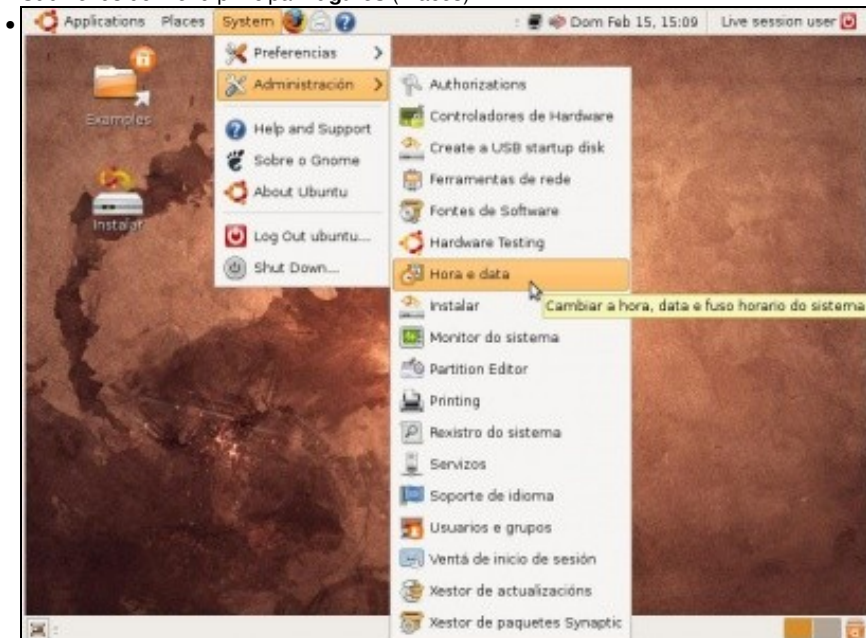 Applications Places System Dom Feb 15, 15:09 Live session user
Preferencias
Administración
Help and Support
Sobre o Gnome
About Ubuntu
Log Out ubuntu...
Shut Down...
Examples
Instalar
Authorizations
Controladores de Hardware
Create a USB startup disk
Ferramentas de rede
Fontes de Software
Hardware Testing
Hora e data
Cambiar a hora, data e fuso horario do sistema
Instalar
Monitor do sistema
Partition Editor
Printing
Rexistro do sistema
Servizos
Soporte de idioma
Usuarios e grupos
Ventá de inicio de sesión
Xestor de actualizacións
Xestor de paquetes Synaptic